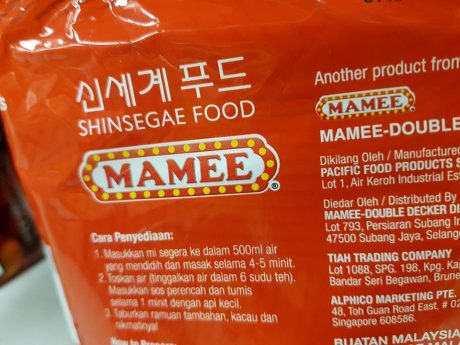 신세계 푸드
SHINSEGAE FOOD
MAMEE
®
Cara Penyediaan:
1. Masukkan mi segera ke dalam 500ml air
yang mendidih dan masak selama 4-5 minit.
2. Toskan air (tinggalkan air dalam 6 sudu teh).
Masukkan sos perencah dan tumis
selama 1 minit dengan api kecil.
3. Taburkan ramuan tambahan, kacau dan
nikmatinya!
Another product from
MAMEE
MAMEE-DOUBLE
Dikilang Oleh / Manufactured
PACIFIC FOOD PRODUCTS S
Lot 1, Air Keroh Industrial Est
Diedar Oleh / Distributed By
MAMEE-DOUBLE DECKER DI
Lot 793, Persiaran Subang In
47500 Subang Jaya, Selang
TIAH TRADING COMPANY
Lot 1088, SPG. 198, Kpg. Ka
Bandar Seri Begawan, Brune
ALPHICO MARKETING PTE.
48, Toh Guan Road East, # 0
Singapore 608586.
BUATAN MALAYSIA